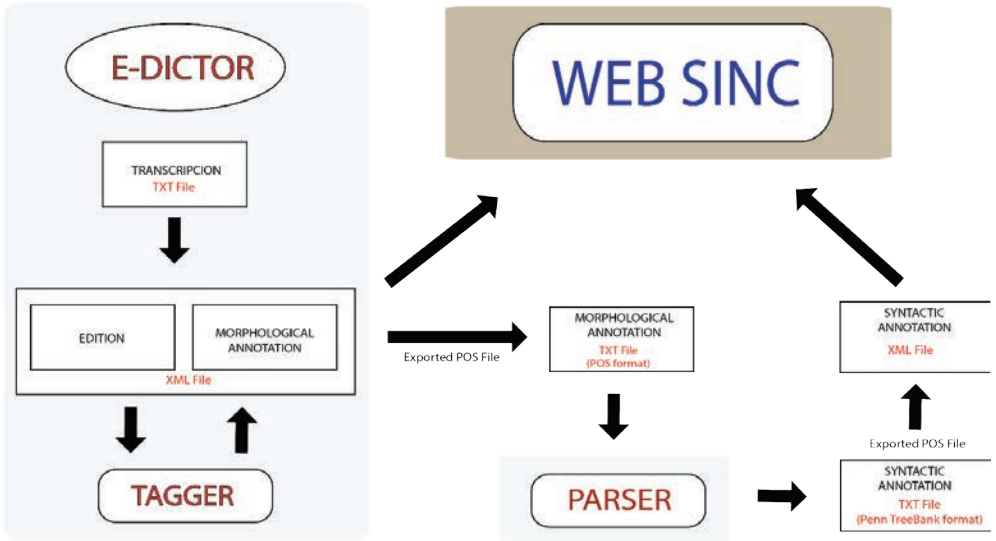 E-DICTOR
TRANSCRIPCION
TXT File
EDITION
MORPHOLOGICAL
ANNOTATION
XML File
TAGGER
WEB SINC
Exported POS File
MORPHOLOGICAL
ANNOTATION
TXT File
(POS format)
PARSER
SYNTACTIC
ANNOTATION
XML File
Exported POS File
SYNTACTIC
ANNOTATION
TXT File
(Penn TreeBank format)